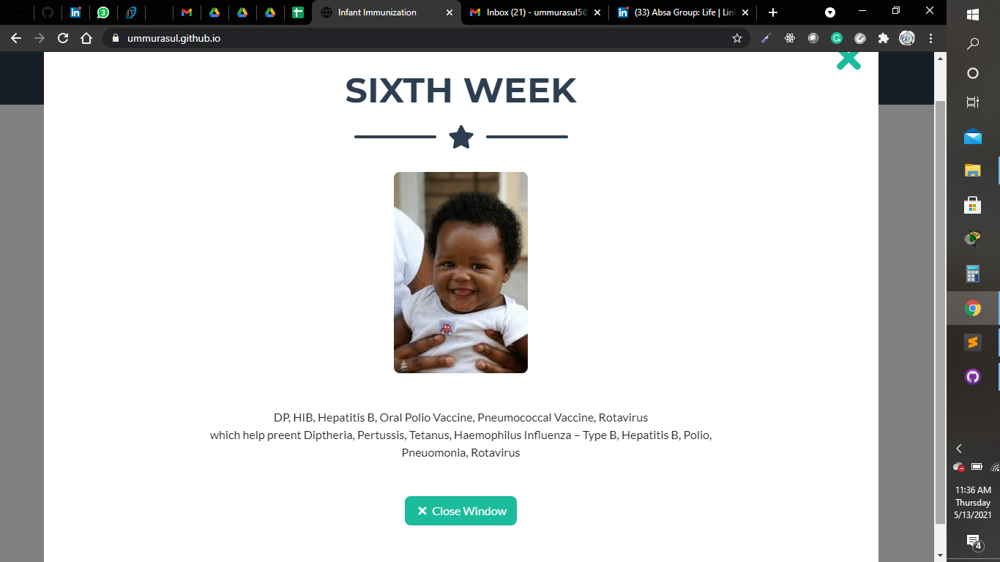 Infant Immunization
Inbox (21) - ummurasul5@
(33) Absa Group: Life | Lin
ummurasul.github.io
SIXTH WEEK
DP, HIB, Hepatitis B, Oral Polio Vaccine, Pneumococcal Vaccine, Rotavirus
which help preent Diptheria, Pertussis, Tetanus, Haemophilus Influenza – Type B, Hepatitis B, Polio,
Pneuomonia, Rotavirus
Close Window
11:36 AM
Thursday
5/13/2021
4